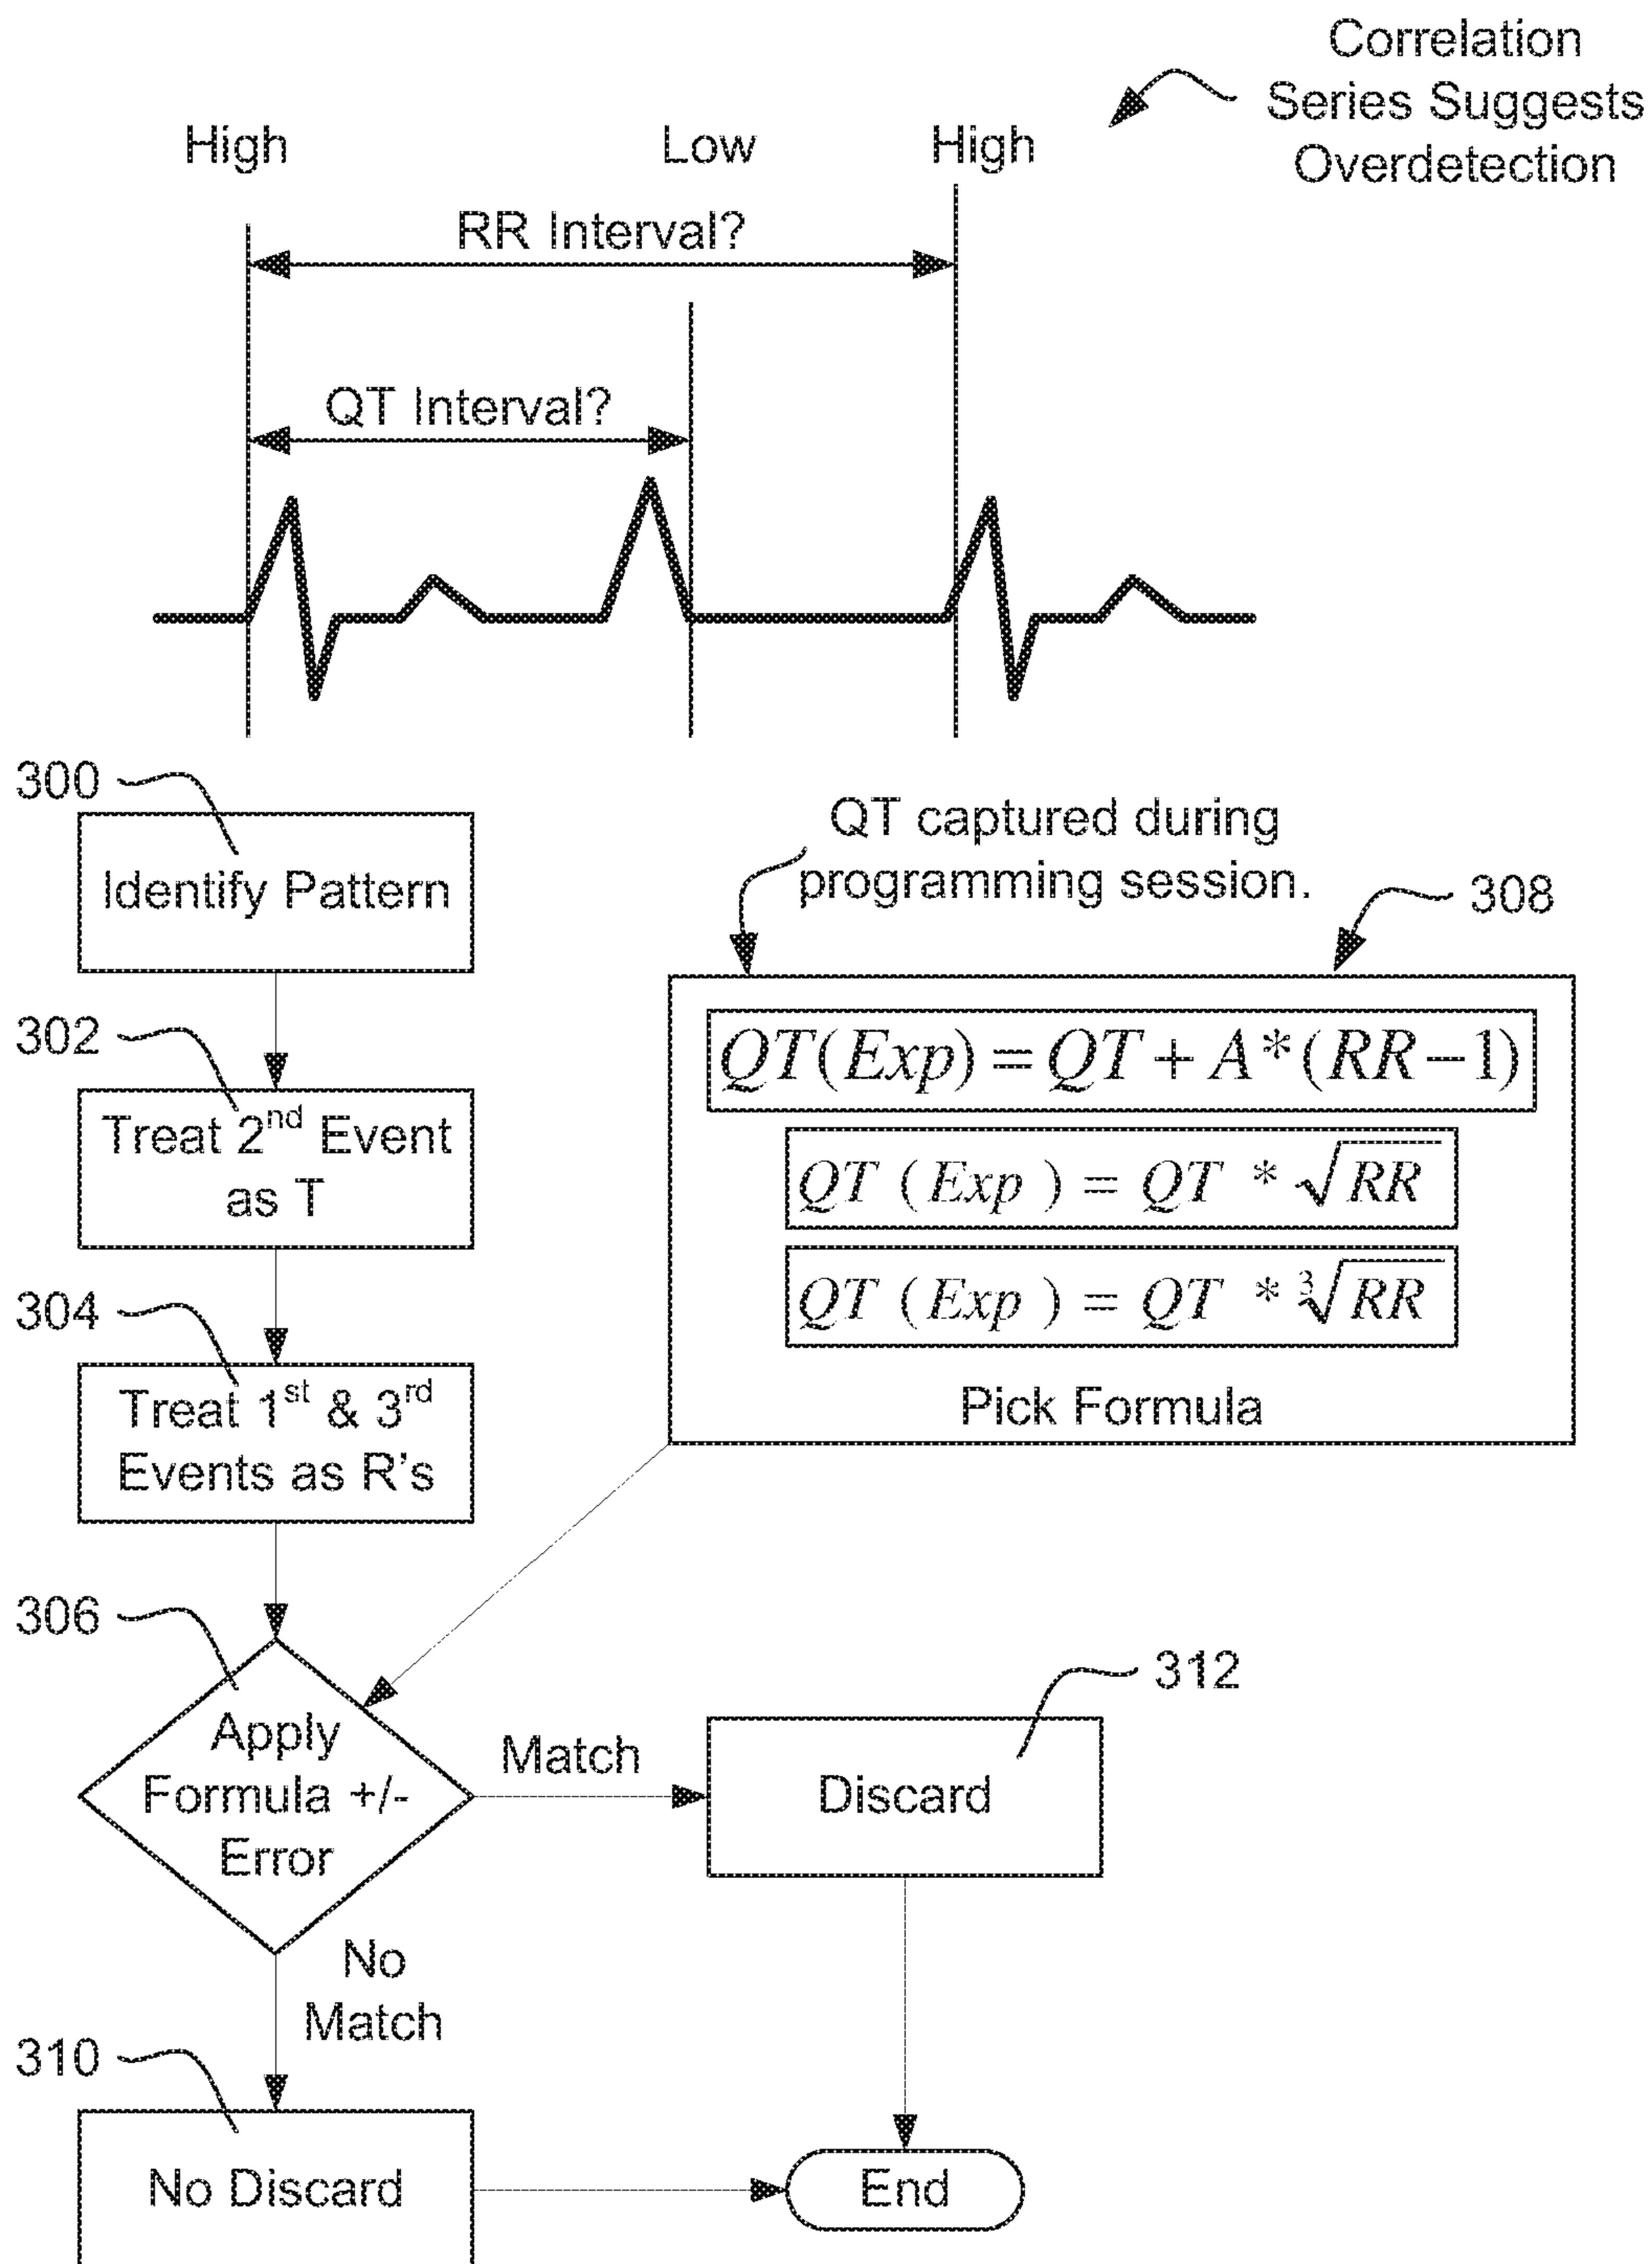 Correlation
Series Suggests
Overdetection
High Low High
RR Interval?
QT Interval?
300
Identify Pattern
QT captured during
programming session.
308
302
Treat 2nd Event
as T
QT(Exp) = QT + A*(RR−1)
QT (Exp ) = QT * √RR
QT (Exp ) = QT * ∛RR
Pick Formula
304
Treat 1st & 3rd
Events as R's
306
Apply
Formula +/-
Error
Match
312
Discard
No
Match
310
No Discard
End